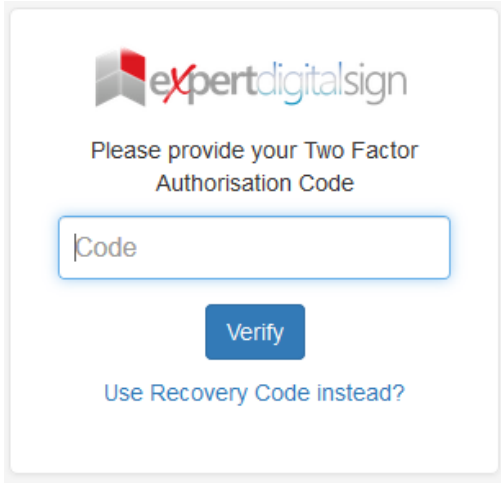 expertdigitalsign
Please provide your Two Factor
Authorisation Code
Code
Verify
Use Recovery Code instead?